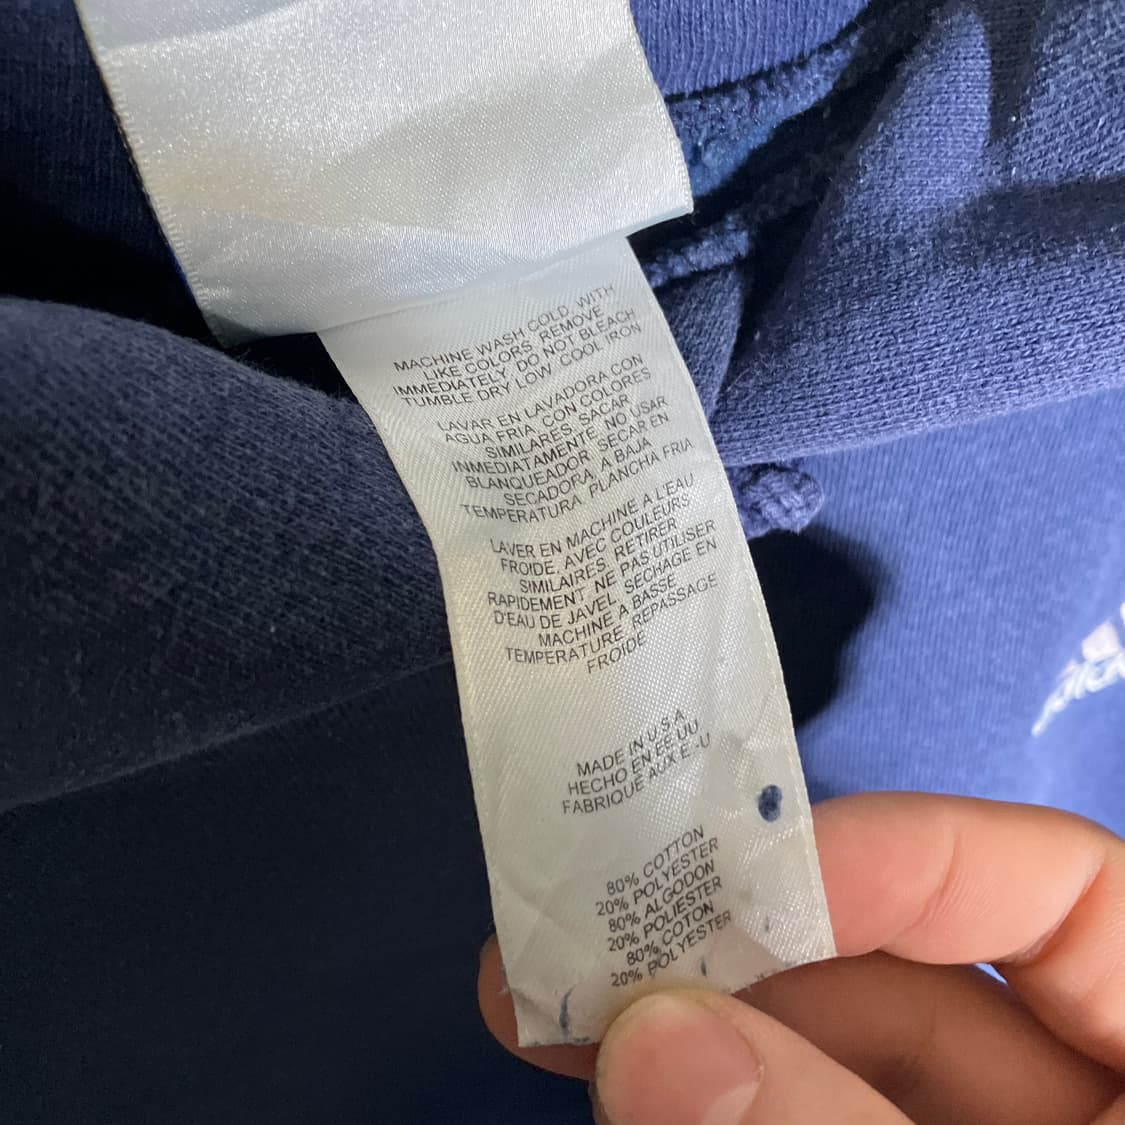 MACHINE WASH COLD, WITH
LIKE COLORS, REMOVE
IMMEDIATELY, DO NOT BLEACH
TUMBLE DRY LOW, COOL IRON
LAVAR EN LAVADORA CON
AGUA FRIA, CON COLORES
SIMILARES, SACAR
INMEDIATAMENTE, NO USAR
BLANQUEADOR, SECAR EN
SECADORA, A BAJA
TEMPERATURA, PLANCHA FRIA
LAVER EN MACHINE A L'EAU
FROIDE, AVEC COULEURS
SIMILAIRES, RETIRER
RAPIDEMENT, NE PAS UTILISER
D'EAU DE JAVEL, SECHAGE EN
MACHINE A BASSE
TEMPERATURE, REPASSAGE
FROIDE
MADE IN U.S.A
HECHO EN EE UU
FABRIQUE AUX E.-U
80% COTTON
20% POLYESTER
80% ALGODON
20% POLIESTER
80% COTON
20% POLYESTER